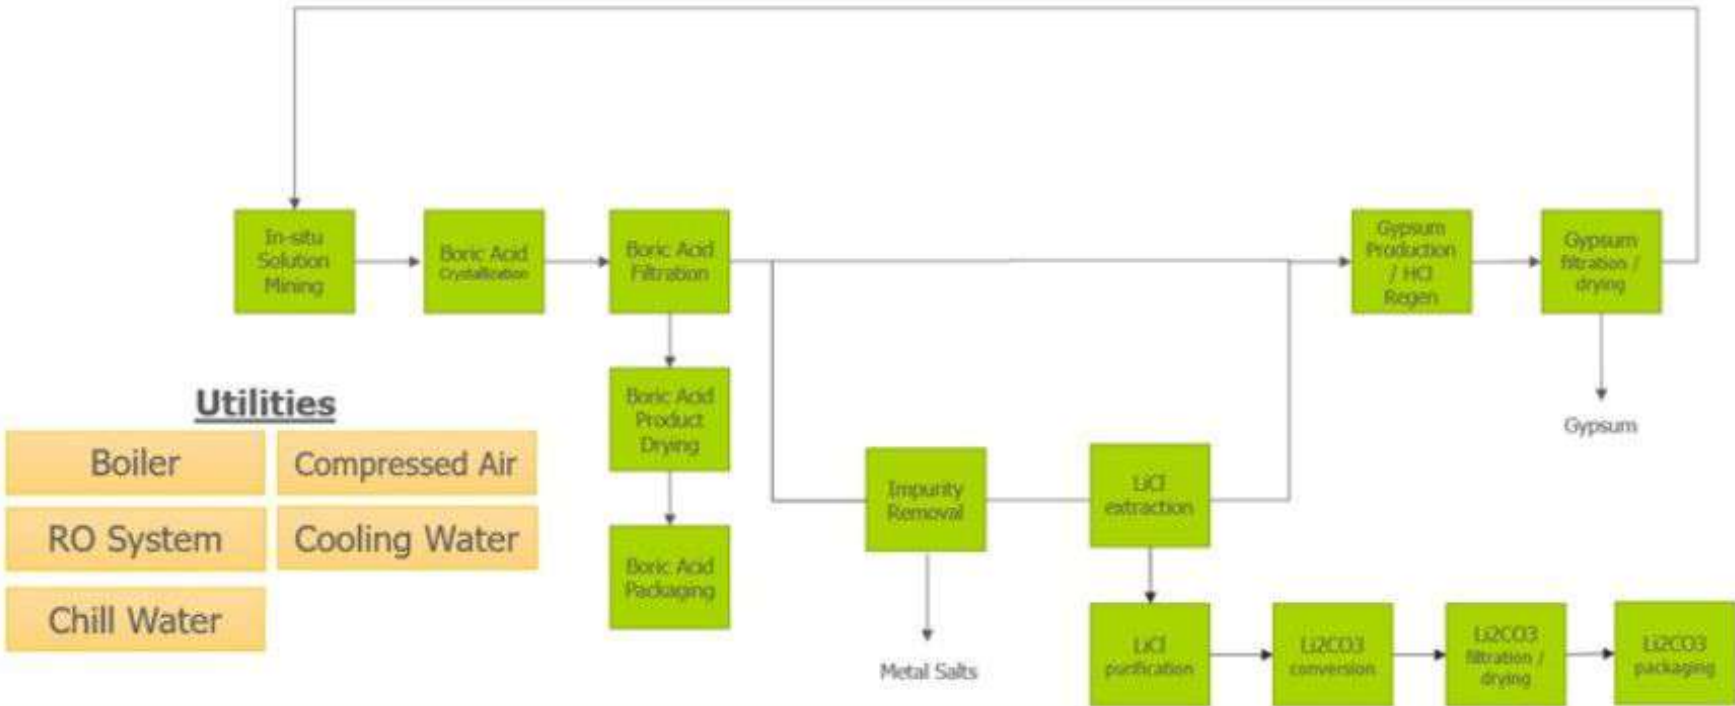 In-situ
Solution
Mining
Boric Acid
Crystallization
Boric Acid
Filtration
Gypsum
Production
/ HCl
Regen
Gypsum
filtration /
drying
Boric Acid
Product
Drying
Gypsum
Utilities
Boiler
Compressed Air
RO System
Cooling Water
Chill Water
Impurity
Removal
LiCl
extraction
Boric Acid
Packaging
Metal Salts
LiCl
purification
Li2CO3
conversion
Li2CO3
filtration /
drying
Li2CO3
packaging